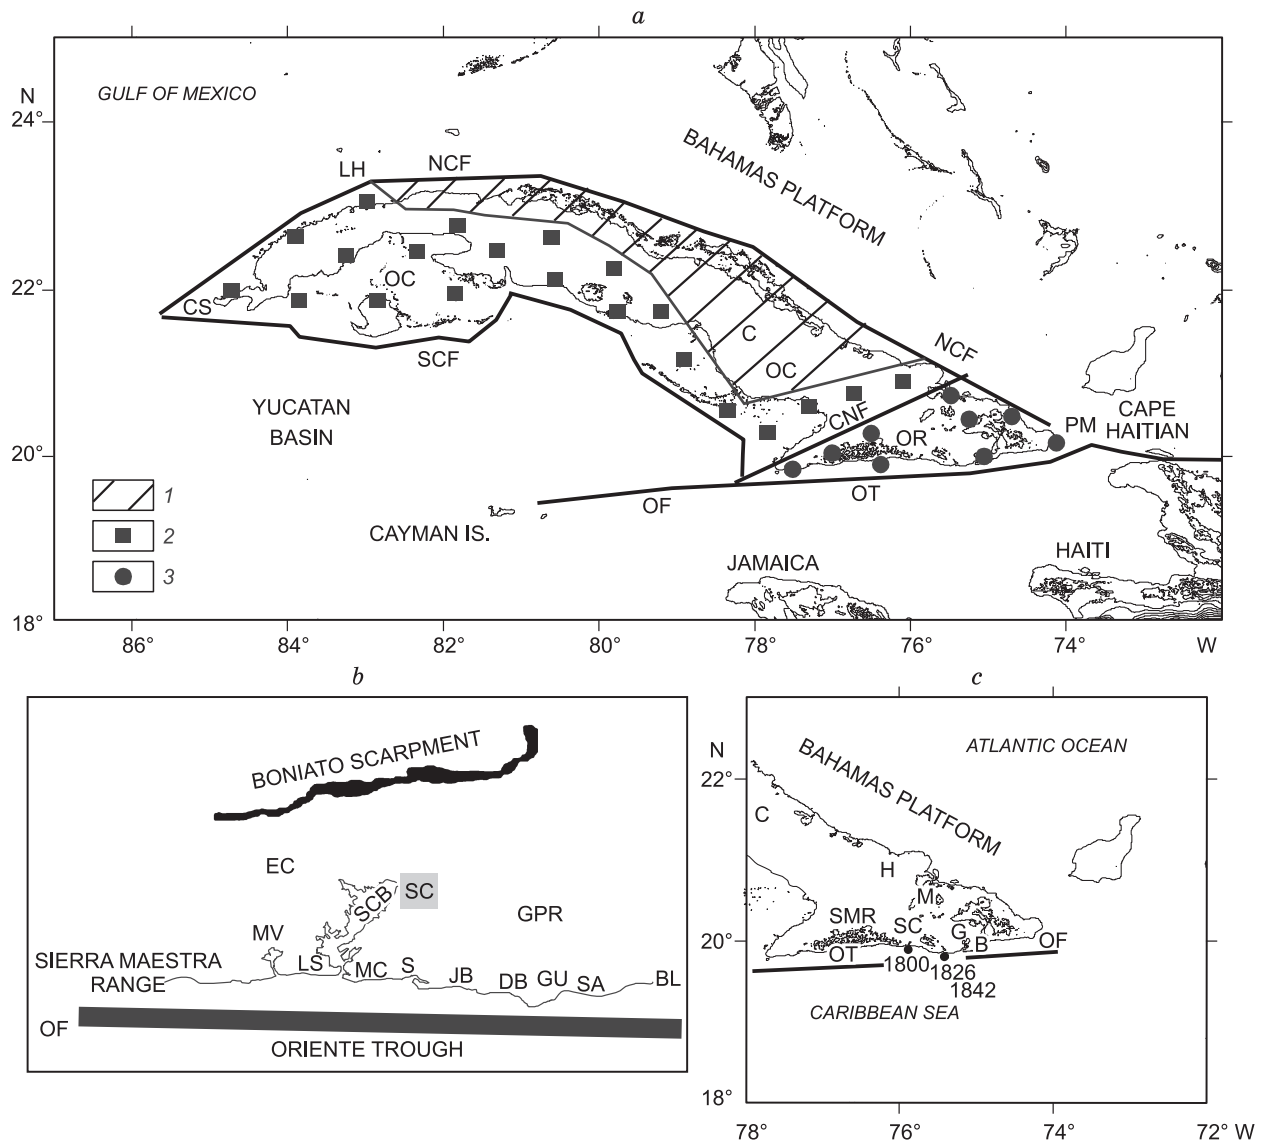 a
N
GULF OF MEXICO
24°
LH
NCF
BAHAMAS PLATFORM
22°
CS
OC
SCF
C
OC
NCF
YUCATAN
BASIN
CNF
OR
PM
CAPE
HAITIAN
20°
1
2
3
OF
OT
CAYMAN IS.
JAMAICA
HAITI
18°
86°
84°
82°
80°
78°
76°
74°
W
b
BONIATO SCARPMENT
EC
SCB
SC
GPR
MV
SIERRA MAESTRA
RANGE
LS
MC
S
JB
DB
GU
SA
BL
OF
ORIENTE TROUGH
c
N
ATLANTIC OCEAN
BAHAMAS PLATFORM
22°
C
H
M
SMR
SC
G
B
OF
20°
OT
1800
1826
1842
CARIBBEAN SEA
18°
78°
76°
74°
72° W